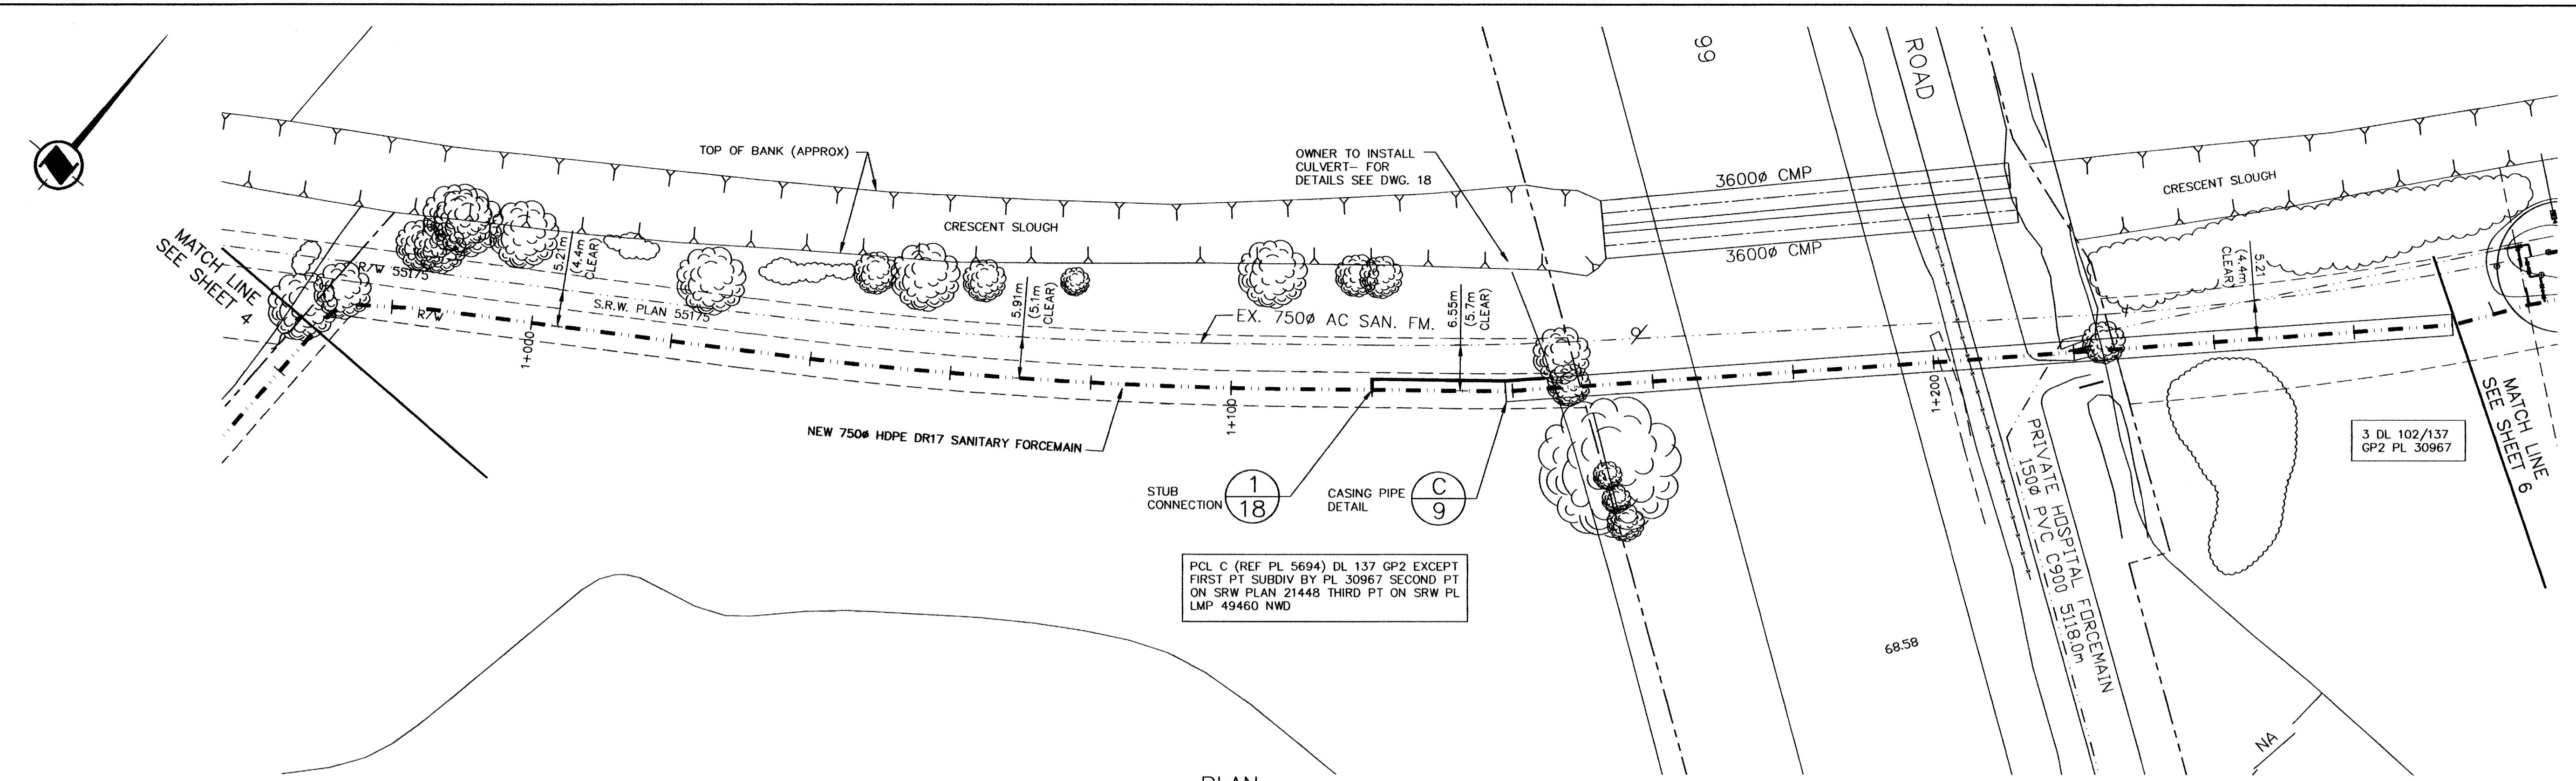 99
ROAD
TOP OF BANK (APPROX)
OWNER TO INSTALL
CULVERT- FOR
DETAILS SEE DWG. 18
3600Ø CMP
3600Ø CMP
CRESCENT SLOUGH
CRESCENT SLOUGH
MATCH LINE
SEE SHEET 4
R/W 55175
R/W
S.R.W. PLAN 55175
5.21m
(4.4m
CLEAR)
5.91m
(5.1m
CLEAR)
6.55m
(5.7m
CLEAR)
5.21
(4.4m
CLEAR)
EX. 750Ø AC SAN. FM.
1+000
1+100
1+200
NEW 750Ø HDPE DR17 SANITARY FORCEMAIN
STUB
CONNECTION
1
18
CASING PIPE
DETAIL
C
9
PCL C (REF PL 5694) DL 137 GP2 EXCEPT
FIRST PT SUBDIV BY PL 30967 SECOND PT
ON SRW PLAN 21448 THIRD PT ON SRW PL
LMP 49460 NWD
PRIVATE HOSPITAL FORCEMAIN
150Ø PVC C900 5118.0m
3 DL 102/137
GP2 PL 30967
MATCH LINE
SEE SHEET 6
68.58
NA
PLAN